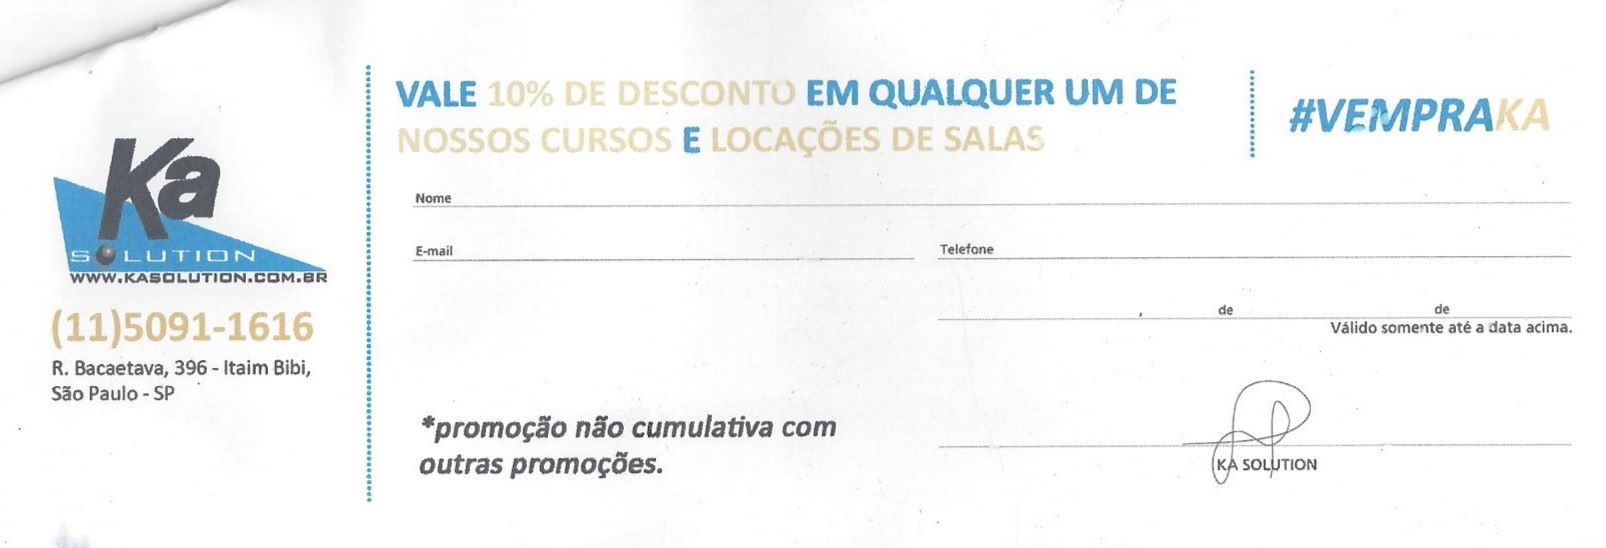 Ka
SOLUTION
WWW.KASOLUTION.COM.BR
(11)5091-1616
R. Bacaetava, 396 - Itaim Bibi,
São Paulo - SP
VALE 10% DE DESCONTO EM QUALQUER UM DE
NOSSOS CURSOS E LOCAÇÕES DE SALAS
#VEMPRAKA
Nome
E-mail
Telefone
, de de
Válido somente até a data acima.
*promoção não cumulativa com
outras promoções.
KA SOLUTION